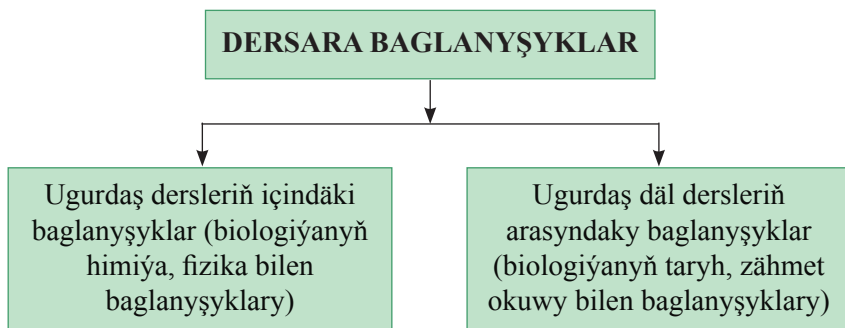 DERSARA BAGLANYŞYKLAR
Ugurdaş dersleriň içindäki
baglanyşyklar (biologiýanyň
himiýa, fizika bilen
baglanyşyklary)
Ugurdaş däl dersleriň
arasyndaky baglanyşyklar
(biologiýanyň taryh, zähmet
okuwy bilen baglanyşyklary)